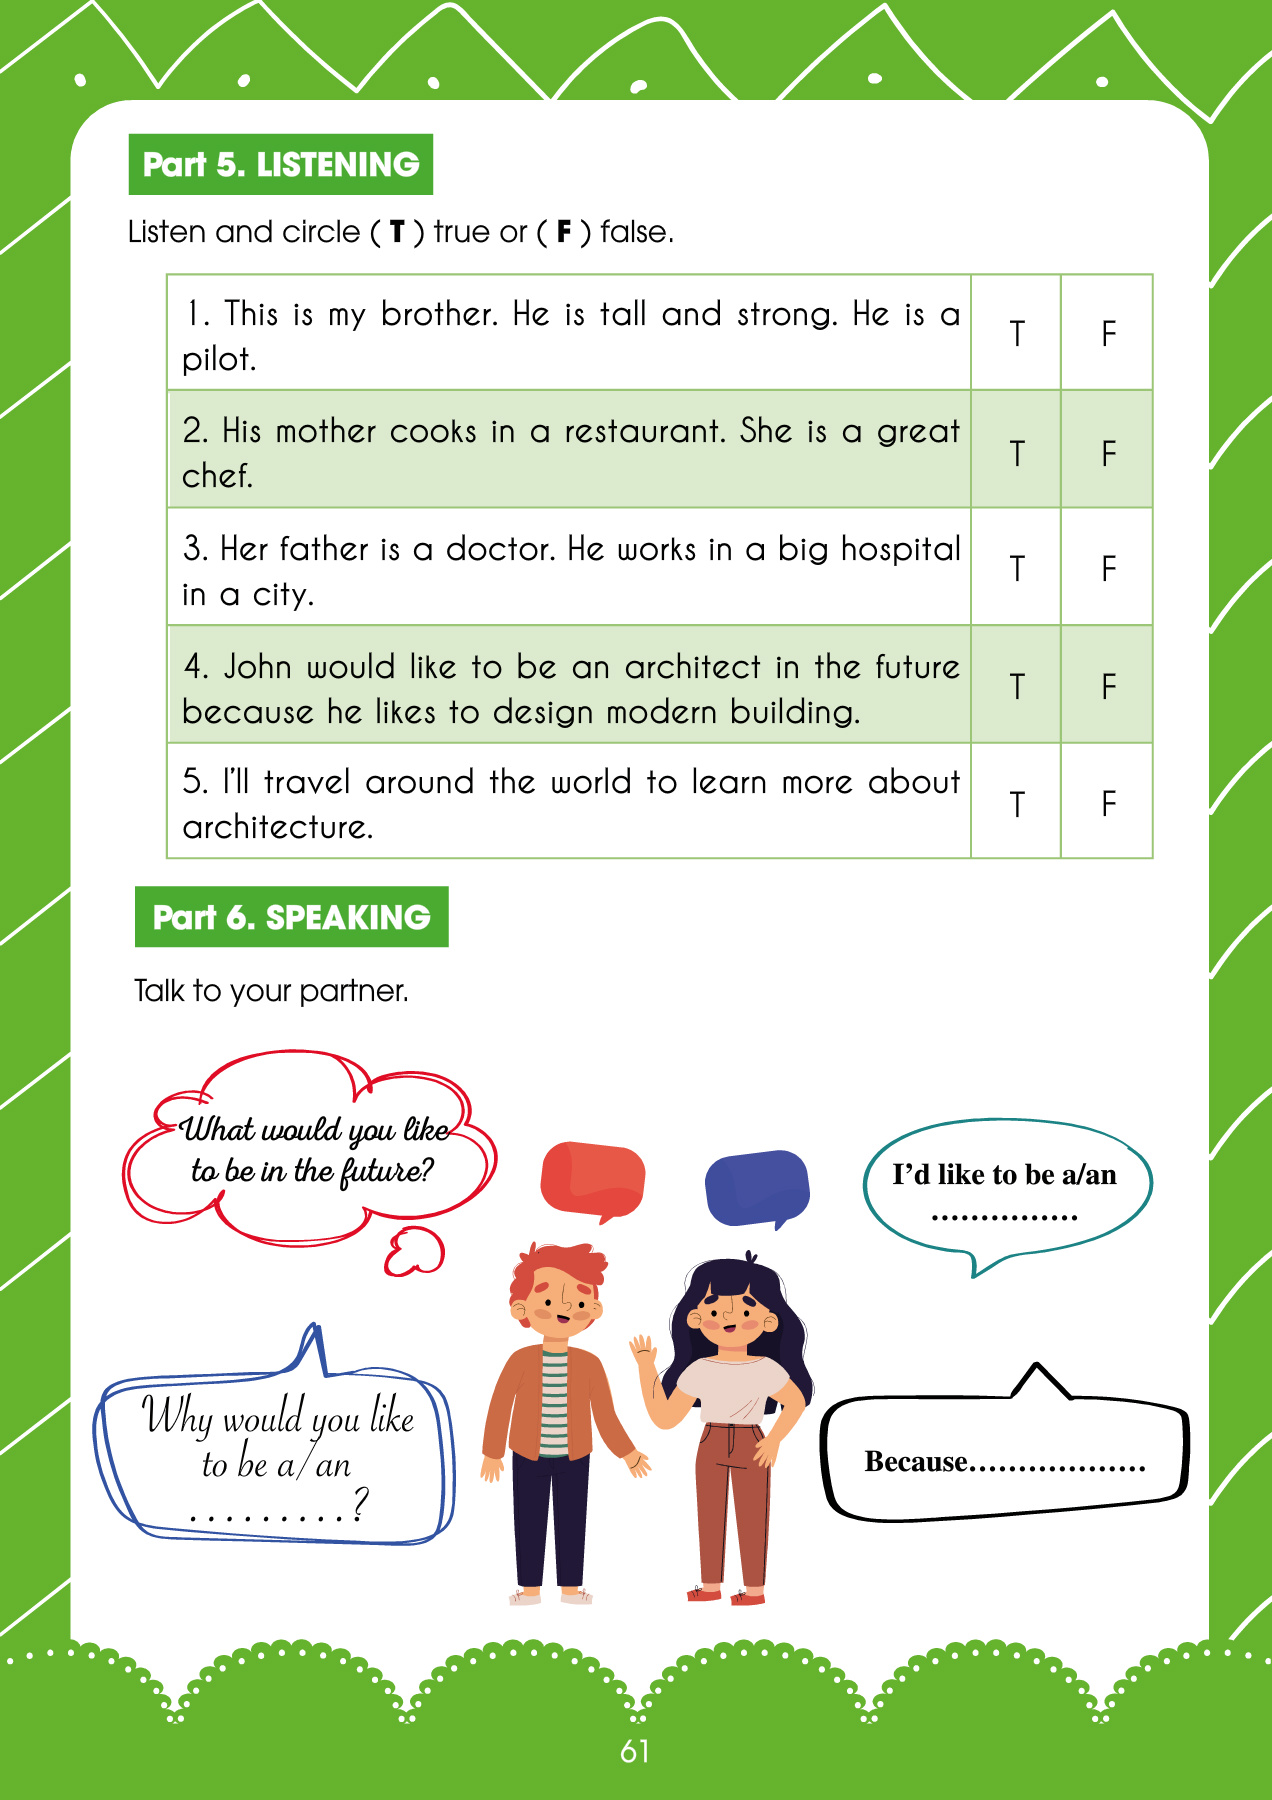 Part 5. LISTENING
Listen and circle ( T ) true or ( F ) false.
1. This is my brother. He is tall and strong. He is a
pilot.
T F
2. His mother cooks in a restaurant. She is a great
chef.
T F
3. Her father is a doctor. He works in a big hospital
in a city.
T F
4. John would like to be an architect in the future
because he likes to design modern building.
T F
5. I'll travel around the world to learn more about
architecture.
T F
Part 6. SPEAKING
Talk to your partner.
What would you like
to be in the future?
I'd like to be a/an
...............
Why would you like
to be a/an
.........?
Because..................
61